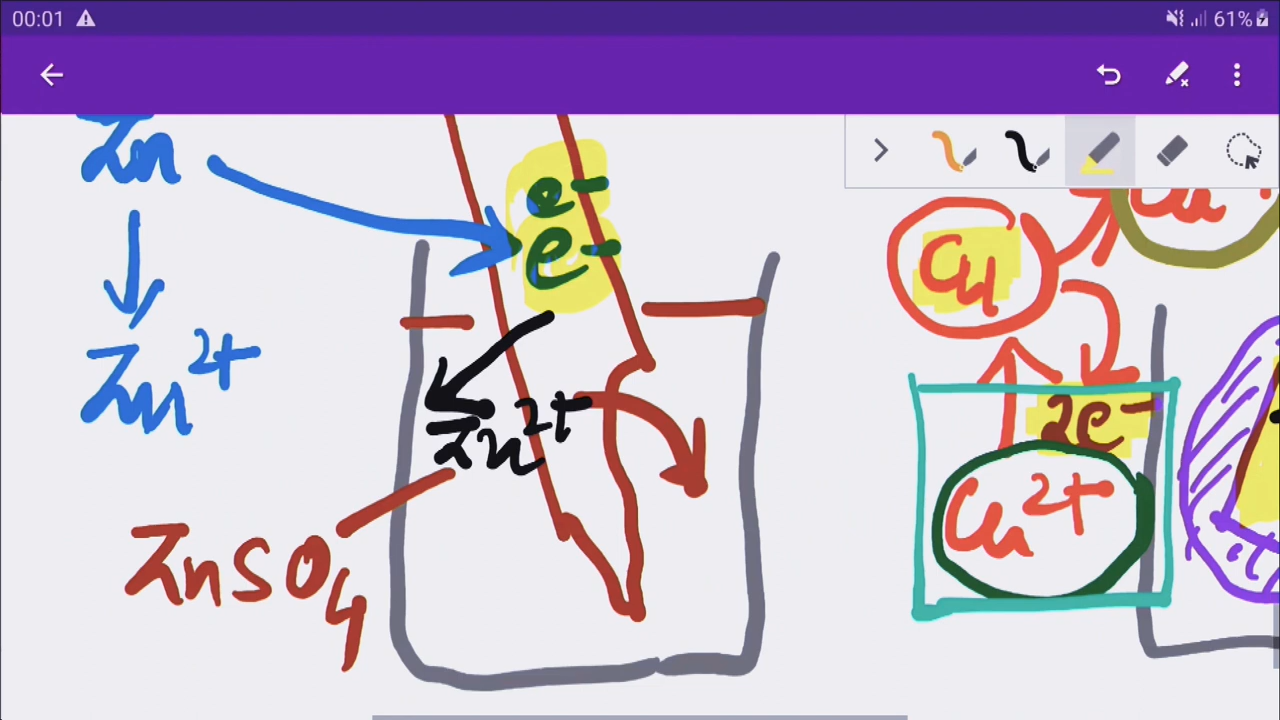 00:01
61%
Zn
e-
e-
Zn²⁺
Zn²⁺
ZnSO₄
Cu
2e-
Cu²⁺